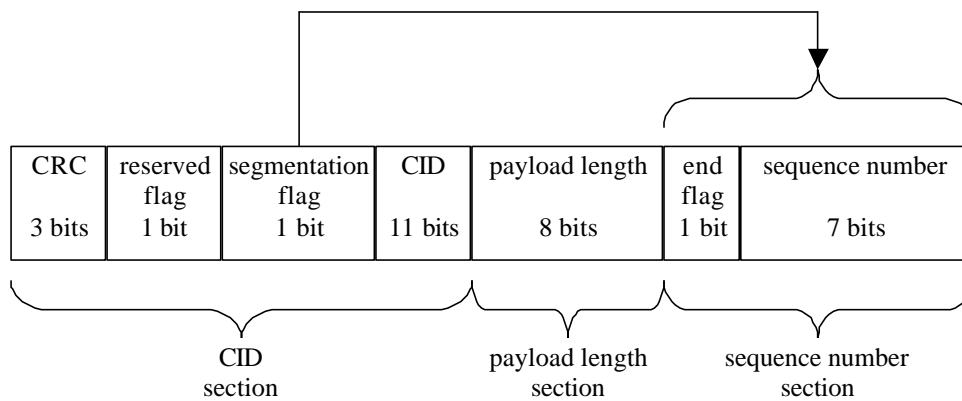 CRC reserved segmentation CID payload length end sequence number
flag flag flag
3 bits 1 bit 1 bit 11 bits 8 bits 1 bit 7 bits
CID payload length sequence number
section section section